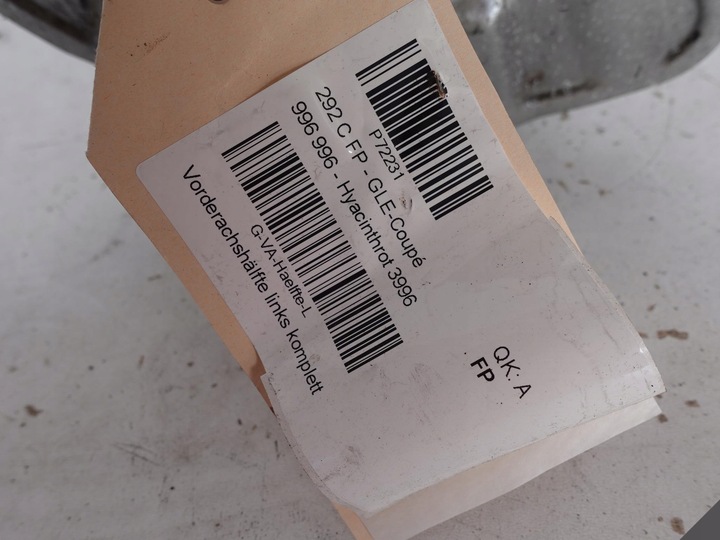 P72231
292 C FP - GLE-Coupé
996 996 - Hyacinthrot 3996
G-VA-Haelfte-L
Vorderachshälfte links komplett
QK: A
FP